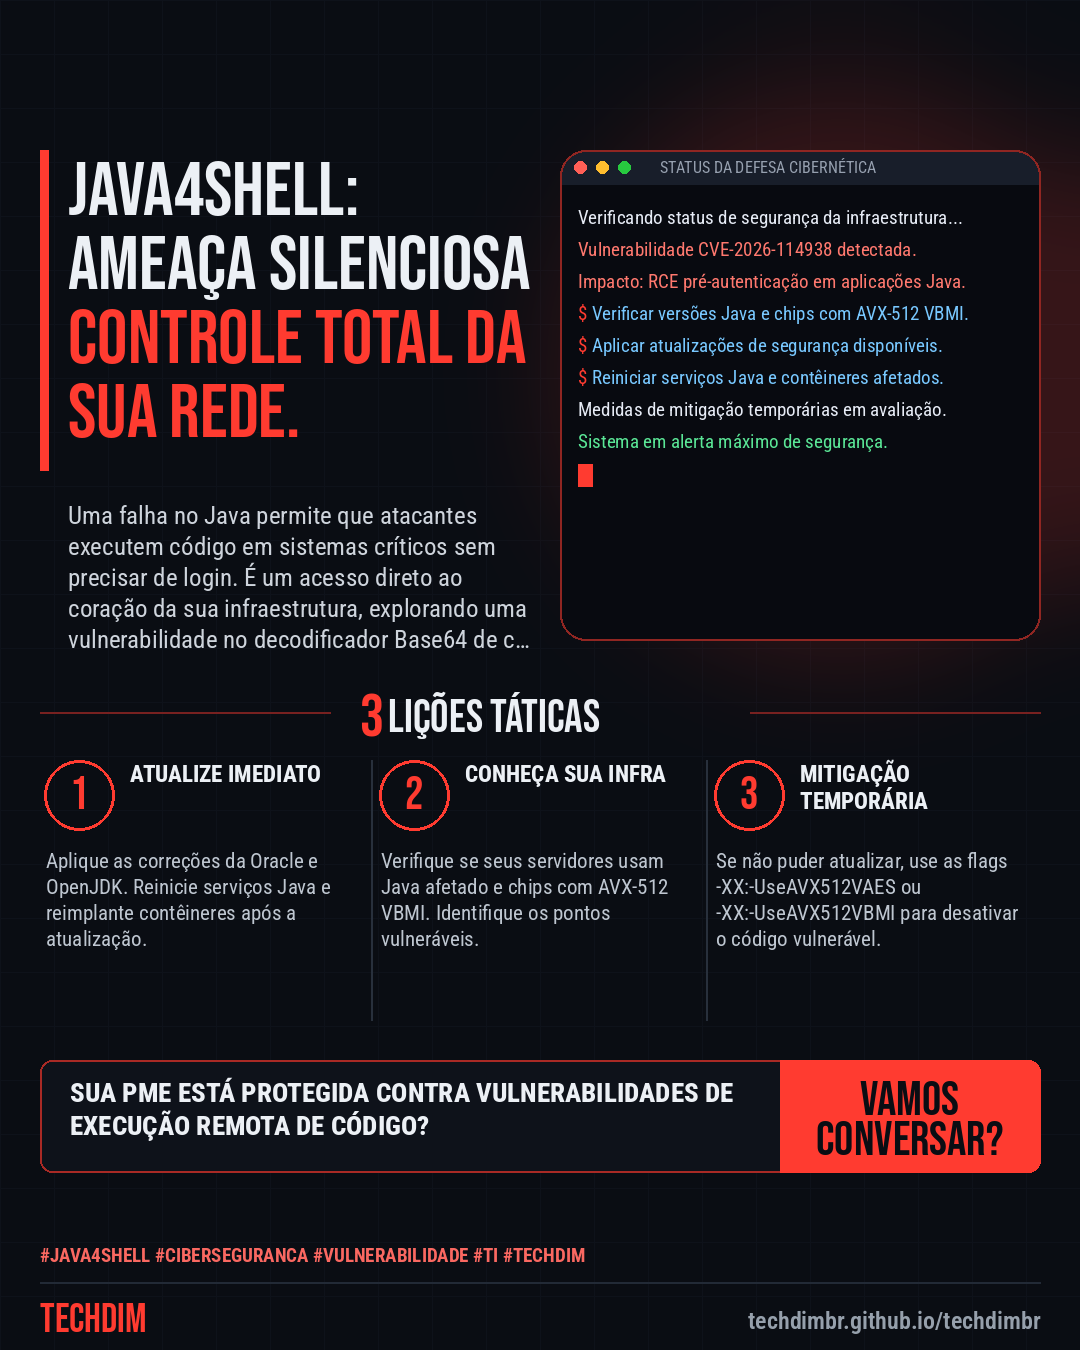 JAVA4SHELL:
AMEAÇA SILENCIOSA
CONTROLE TOTAL DA
SUA REDE.
Uma falha no Java permite que atacantes
executem código em sistemas críticos sem
precisar de login. É um acesso direto ao
coração da sua infraestrutura, explorando uma
vulnerabilidade no decodificador Base64 de c...
STATUS DA DEFESA CIBERNÉTICA
Verificando status de segurança da infraestrutura...
Vulnerabilidade CVE-2026-114938 detectada.
Impacto: RCE pré-autenticação em aplicações Java.
$ Verificar versões Java e chips com AVX-512 VBMI.
$ Aplicar atualizações de segurança disponíveis.
$ Reiniciar serviços Java e contêineres afetados.
Medidas de mitigação temporárias em avaliação.
Sistema em alerta máximo de segurança.
3 LIÇÕES TÁTICAS
1 ATUALIZE IMEDIATO
Aplique as correções da Oracle e
OpenJDK. Reinicie serviços Java e
reimplante contêineres após a
atualização.
2 CONHEÇA SUA INFRA
Verifique se seus servidores usam
Java afetado e chips com AVX-512
VBMI. Identifique os pontos
vulneráveis.
3 MITIGAÇÃO
TEMPORÁRIA
Se não puder atualizar, use as flags
-XX:-UseAVX512VAES ou
-XX:-UseAVX512VBMI para desativar
o código vulnerável.
SUA PME ESTÁ PROTEGIDA CONTRA VULNERABILIDADES DE
EXECUÇÃO REMOTA DE CÓDIGO?
VAMOS
CONVERSAR?
#JAVA4SHELL #CIBERSEGURANCA #VULNERABILIDADE #TI #TECHDIM
TECHDIM
techdimbr.github.io/techdimbr